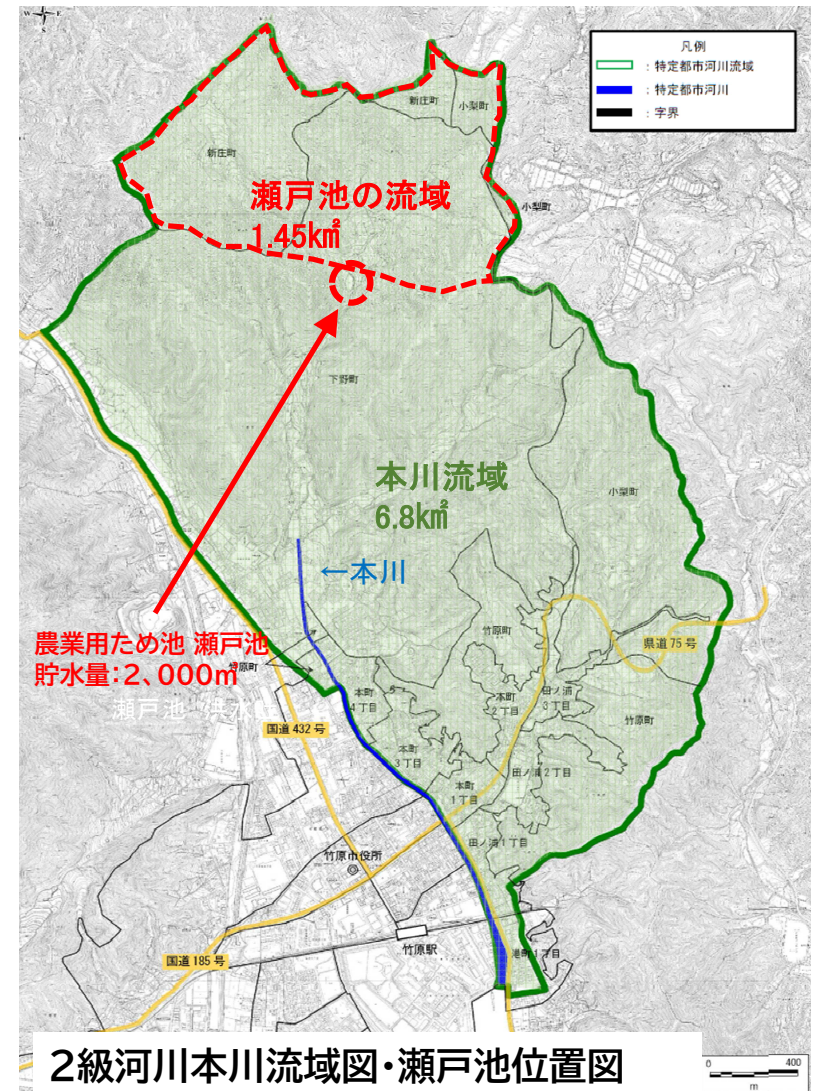 W E
S
凡例
: 特定都市河川流域
: 特定都市河川
: 字界
新庄町
小梨町
新庄町
瀬戸池の流域
1.45k㎡
小梨町
下野町
本川流域
6.8k㎡
小梨町
←本川
竹原町
県道75号
農業用ため池 瀬戸池
貯水量:2、000m
本町
4丁目
本町
2丁目
田ノ浦
3丁目
竹原町
国道432号
本町
3丁目
本町
1丁目
田ノ浦2丁目
田ノ浦1丁目
竹原市役所
竹原駅
港町1丁目
国道185号
2級河川本川流域図・瀬戸池位置図
0 400
m